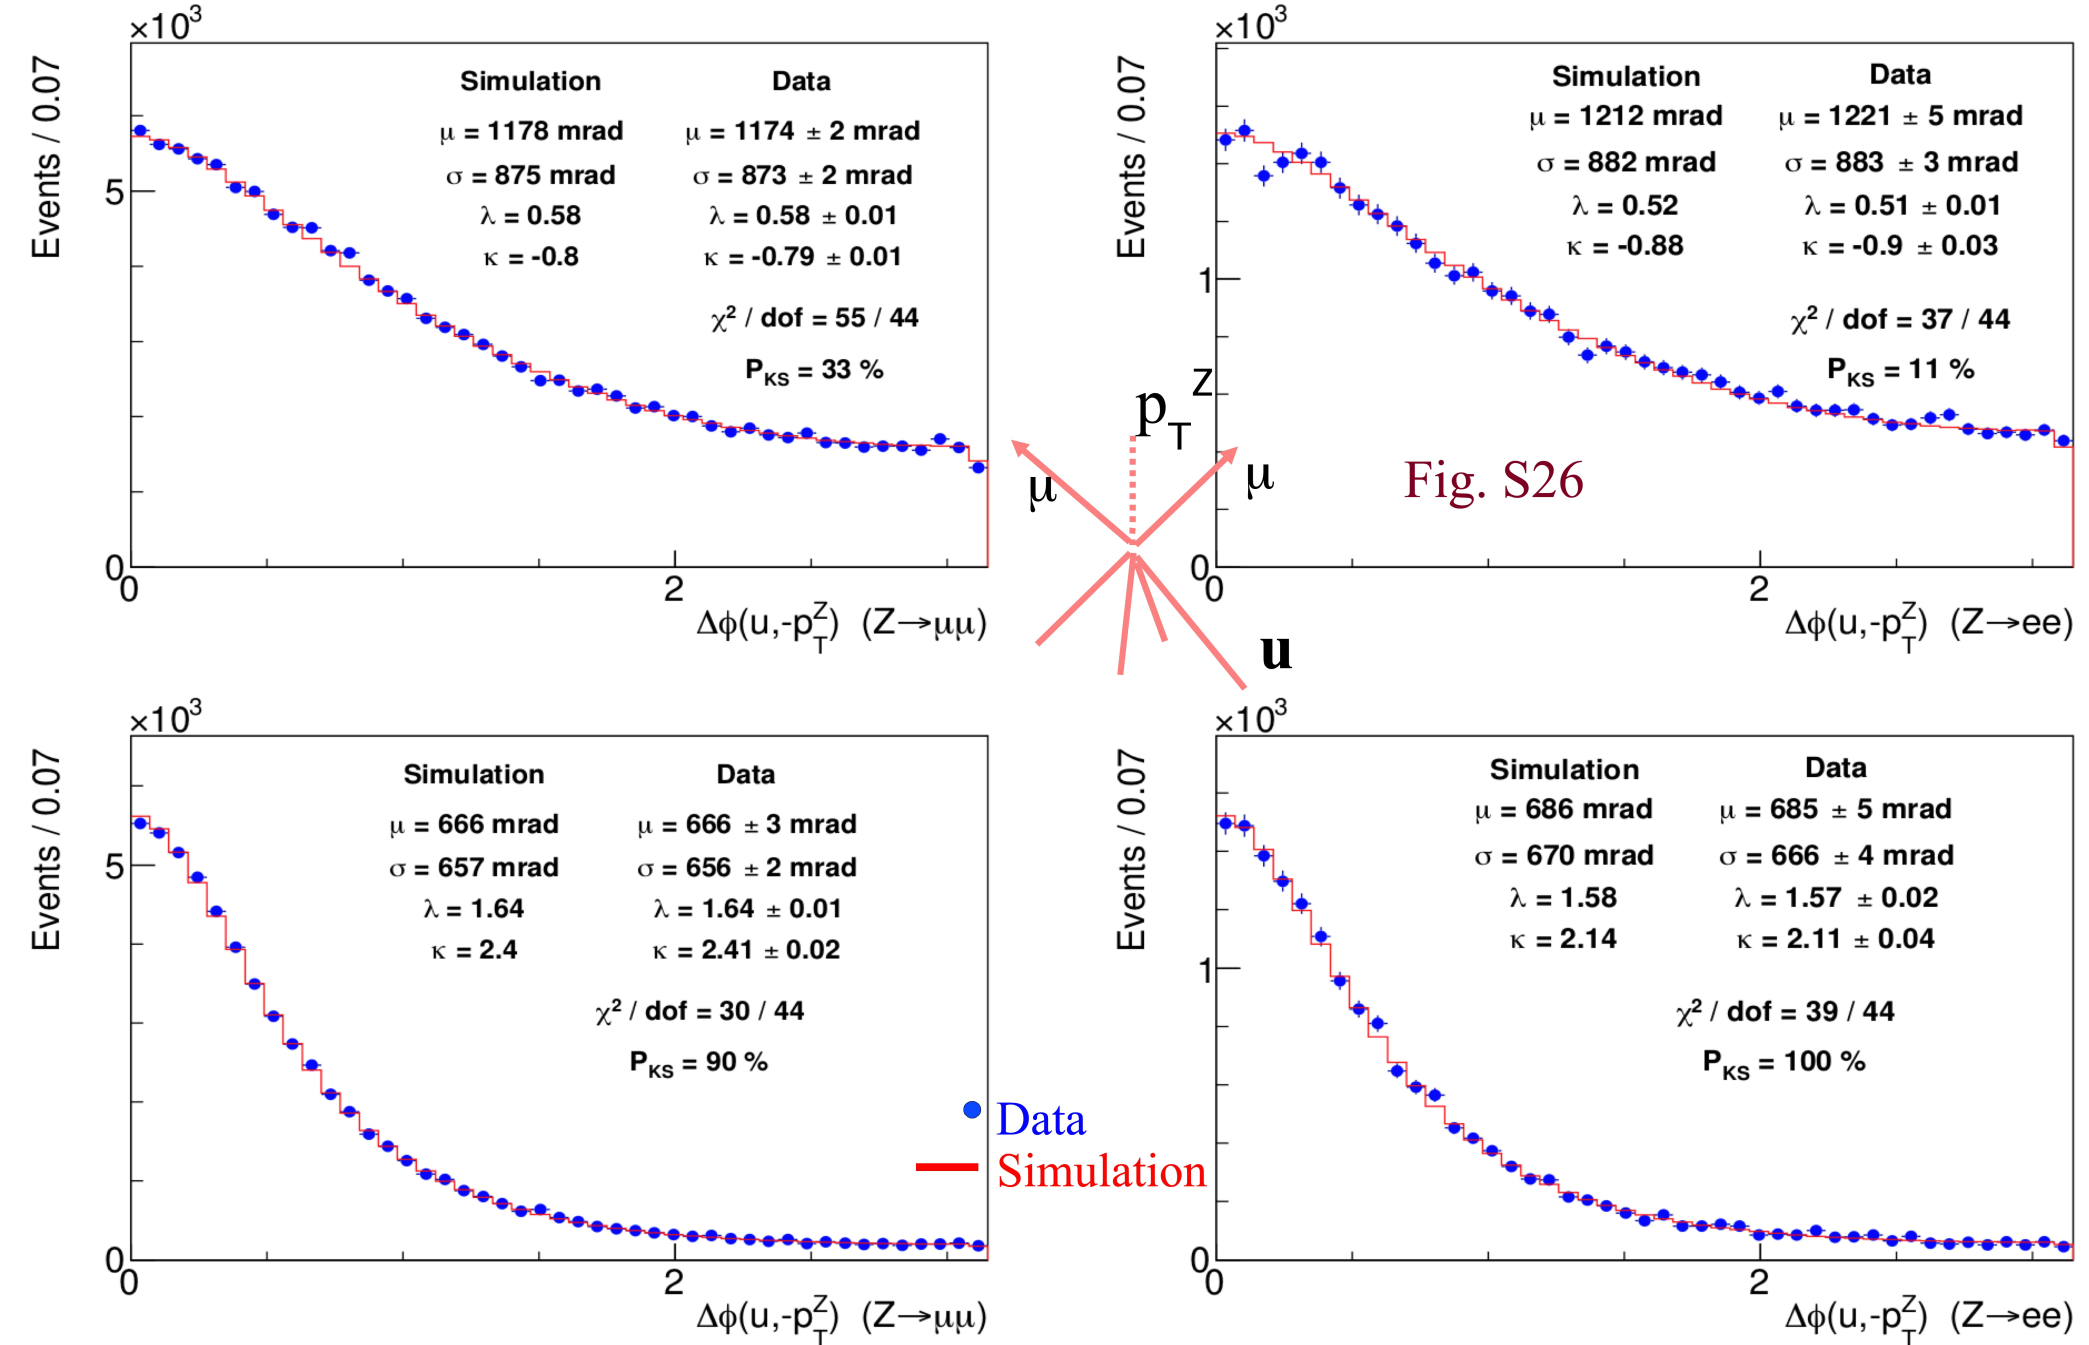 ×10³
Events / 0.07
Simulation Data
μ = 1178 mrad μ = 1174 ± 2 mrad
σ = 875 mrad σ = 873 ± 2 mrad
λ = 0.58 λ = 0.58 ± 0.01
κ = -0.8 κ = -0.79 ± 0.01
χ² / dof = 55 / 44
P_KS = 33 %
5
0
0 2
Δϕ(u,-p_T^Z) (Z→μμ)
×10³
Events / 0.07
Simulation Data
μ = 1212 mrad μ = 1221 ± 5 mrad
σ = 882 mrad σ = 883 ± 3 mrad
λ = 0.52 λ = 0.51 ± 0.01
κ = -0.88 κ = -0.9 ± 0.03
χ² / dof = 37 / 44
P_KS = 11 %
1
0
0 2
Δϕ(u,-p_T^Z) (Z→ee)
p_T^Z
μ μ
Fig. S26
u
×10³
Events / 0.07
Simulation Data
μ = 666 mrad μ = 666 ± 3 mrad
σ = 657 mrad σ = 656 ± 2 mrad
λ = 1.64 λ = 1.64 ± 0.01
κ = 2.4 κ = 2.41 ± 0.02
χ² / dof = 30 / 44
P_KS = 90 %
5
0
0 2
Δϕ(u,-p_T^Z) (Z→μμ)
Data
Simulation
×10³
Events / 0.07
Simulation Data
μ = 686 mrad μ = 685 ± 5 mrad
σ = 670 mrad σ = 666 ± 4 mrad
λ = 1.58 λ = 1.57 ± 0.02
κ = 2.14 κ = 2.11 ± 0.04
χ² / dof = 39 / 44
P_KS = 100 %
1
0
0 2
Δϕ(u,-p_T^Z) (Z→ee)